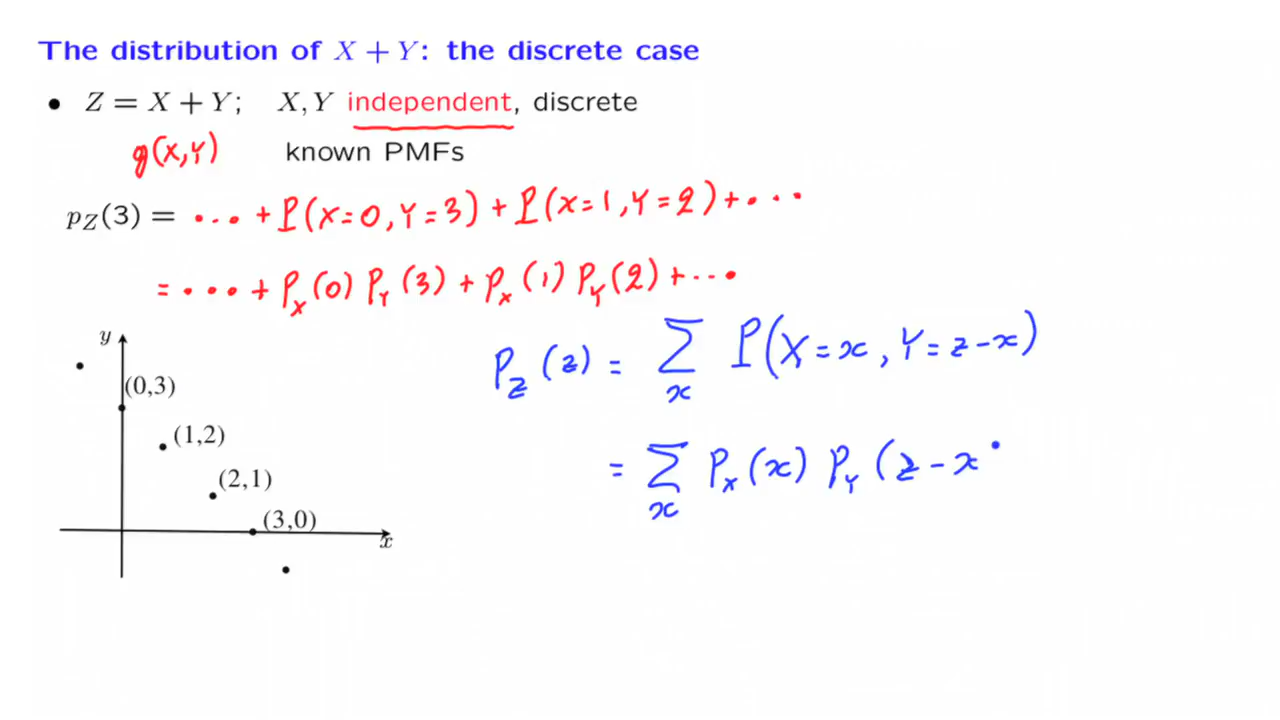 The distribution of X + Y: the discrete case
• Z = X + Y; X, Y independent, discrete
g(X,Y) known PMFs
p_Z(3) = ... + P(X=0, Y=3) + P(X=1, Y=2) + ...
= ... + P_X(0) P_Y(3) + P_X(1) P_Y(2) + ...
P_Z(z) = Σ_x P(X=x, Y=z-x)
= Σ_x P_X(x) P_Y(z-x
y
(0,3)
(1,2)
(2,1)
(3,0)
x